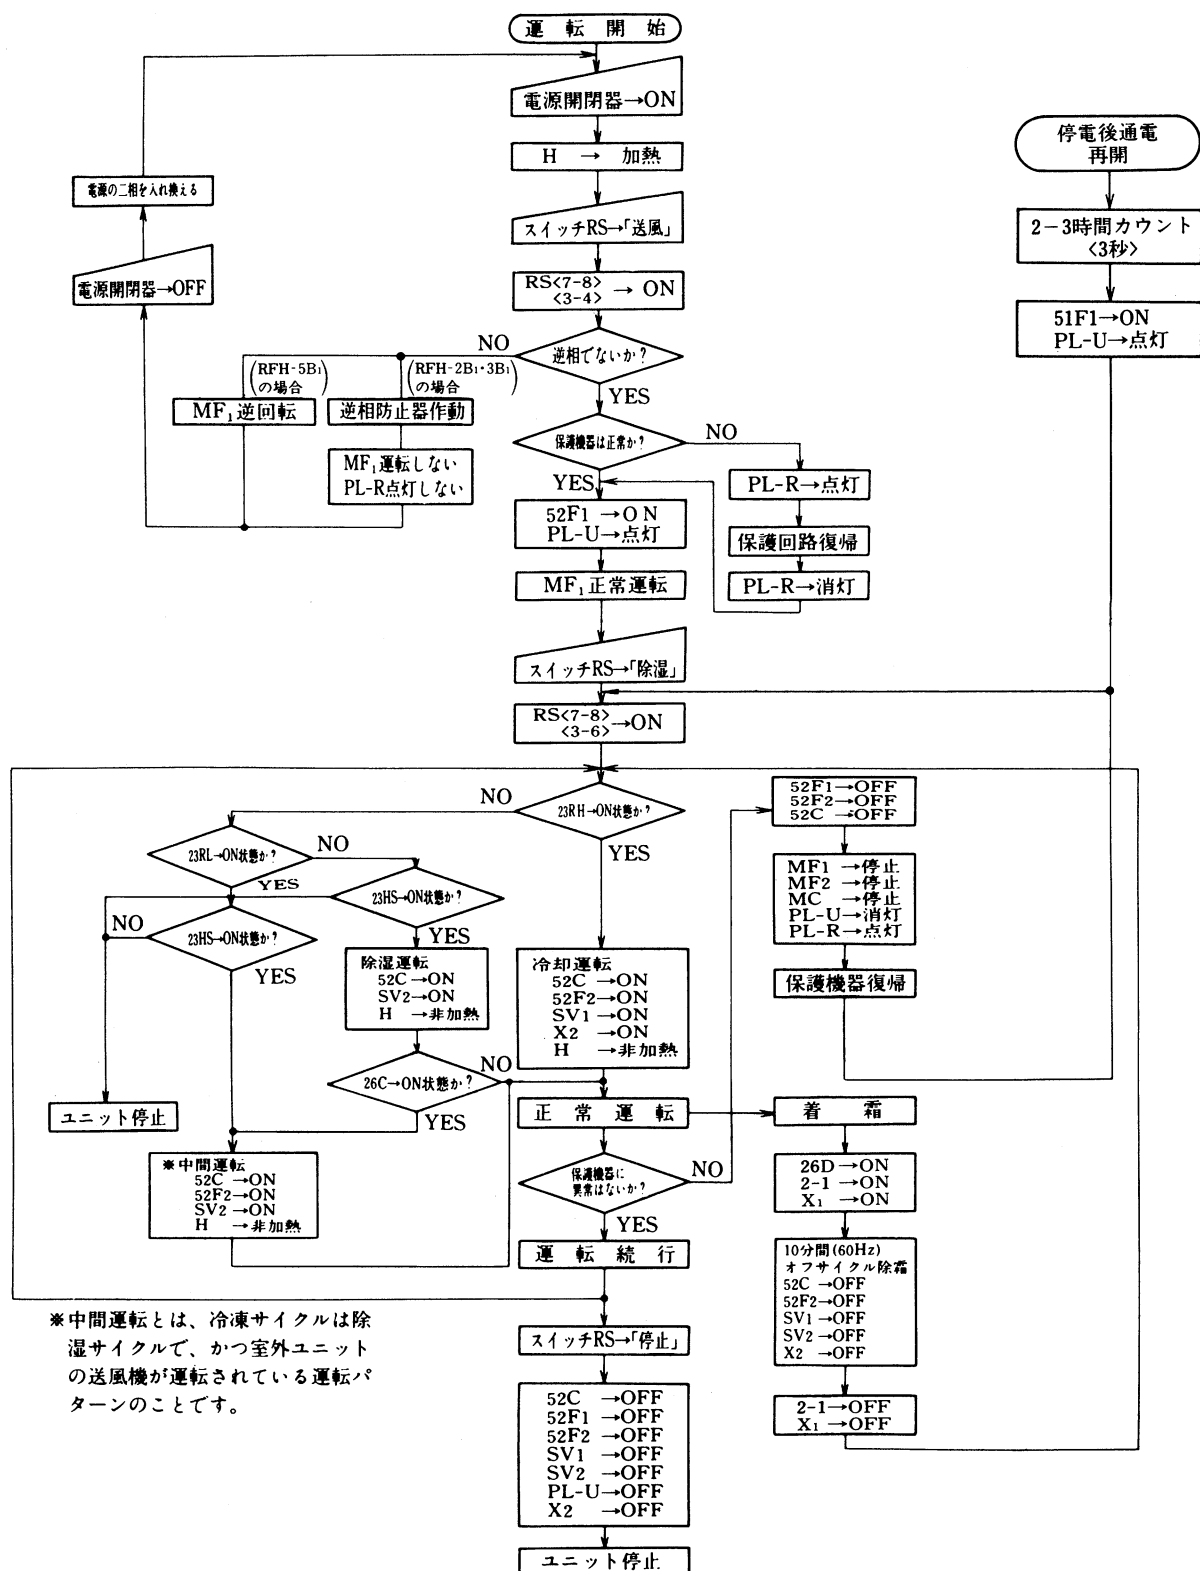 運転開始
電源開閉器→ON
H → 加熱
スイッチRS→「送風」
RS<7-8>
<3-4> → ON
逆相でないか?
NO
YES
(RFH-5B₁)
の場合
(RFH-2B₁・3B₁)
の場合
MF₁逆回転
逆相防止器作動
MF₁運転しない
PL-R点灯しない
電源開閉器→OFF
電源の二相を入れ換える
保護機器は正常か?
NO
YES
PL-R→点灯
保護回路復帰
PL-R→消灯
52F1 →ON
PL-U→点灯
MF₁正常運転
スイッチRS→「除湿」
RS<7-8>
<3-6> →ON
停電後通電
再開
2-3時間カウント
<3秒>
51F1→ON
PL-U→点灯
23RH→ON状態か?
NO
YES
23RL→ON状態か?
NO
YES
23HS→ON状態か?
YES
23HS→ON状態か?
NO
YES
除湿運転
52C →ON
SV2→ON
H →非加熱
26C→ON状態か?
NO
YES
ユニット停止
※中間運転
52C →ON
52F2→ON
SV2→ON
H →非加熱
冷却運転
52C →ON
52F2→ON
SV1 →ON
X2 →ON
H →非加熱
正常運転
保護機器に
異常はないか?
NO
YES
運転続行
スイッチRS→「停止」
52C →OFF
52F1 →OFF
52F2 →OFF
SV1 →OFF
SV2 →OFF
PL-U→OFF
X2 →OFF
ユニット停止
52F1→OFF
52F2→OFF
52C →OFF
MF1 →停止
MF2 →停止
MC →停止
PL-U→消灯
PL-R→点灯
保護機器復帰
着霜
26D→ON
2-1→ON
X₁ →ON
10分間(60Hz)
オフサイクル除霜
52C →OFF
52F2→OFF
SV1 →OFF
SV2 →OFF
X2 →OFF
2-1→OFF
X₁ →OFF
※中間運転とは、冷凍サイクルは除
湿サイクルで、かつ室外ユニット
の送風機が運転されている運転パ
ターンのことです。